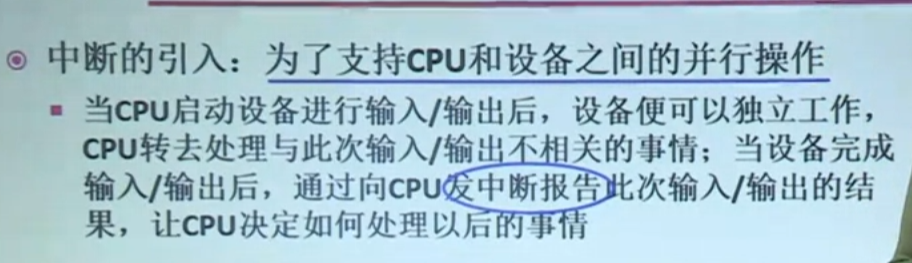 中断的引入：为了支持CPU和设备之间的并行操作
当CPU启动设备进行输入/输出后，设备便可以独立工作，
CPU转去处理与此次输入/输出不相关的事情；当设备完成
输入/输出后，通过向CPU发中断报告此次输入/输出的结
果，让CPU决定如何处理以后的事情